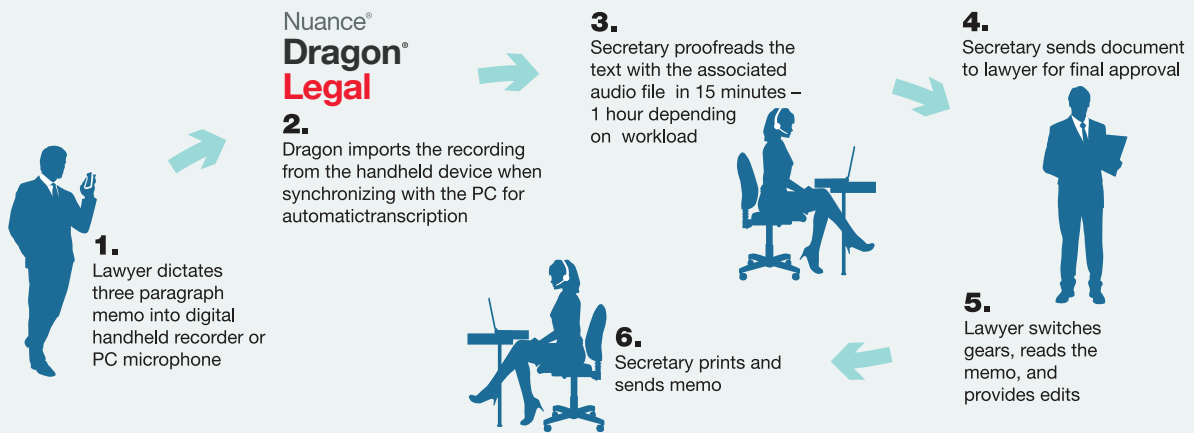 1.
Lawyer dictates
three paragraph
memo into digital
handheld recorder or
PC microphone
Nuance®
Dragon®
Legal
2.
Dragon imports the recording
from the handheld device when
synchronizing with the PC for
automatictranscription
3.
Secretary proofreads the
text with the associated
audio file in 15 minutes –
1 hour depending
on workload
4.
Secretary sends document
to lawyer for final approval
5.
Lawyer switches
gears, reads the
memo, and
provides edits
6.
Secretary prints and
sends memo